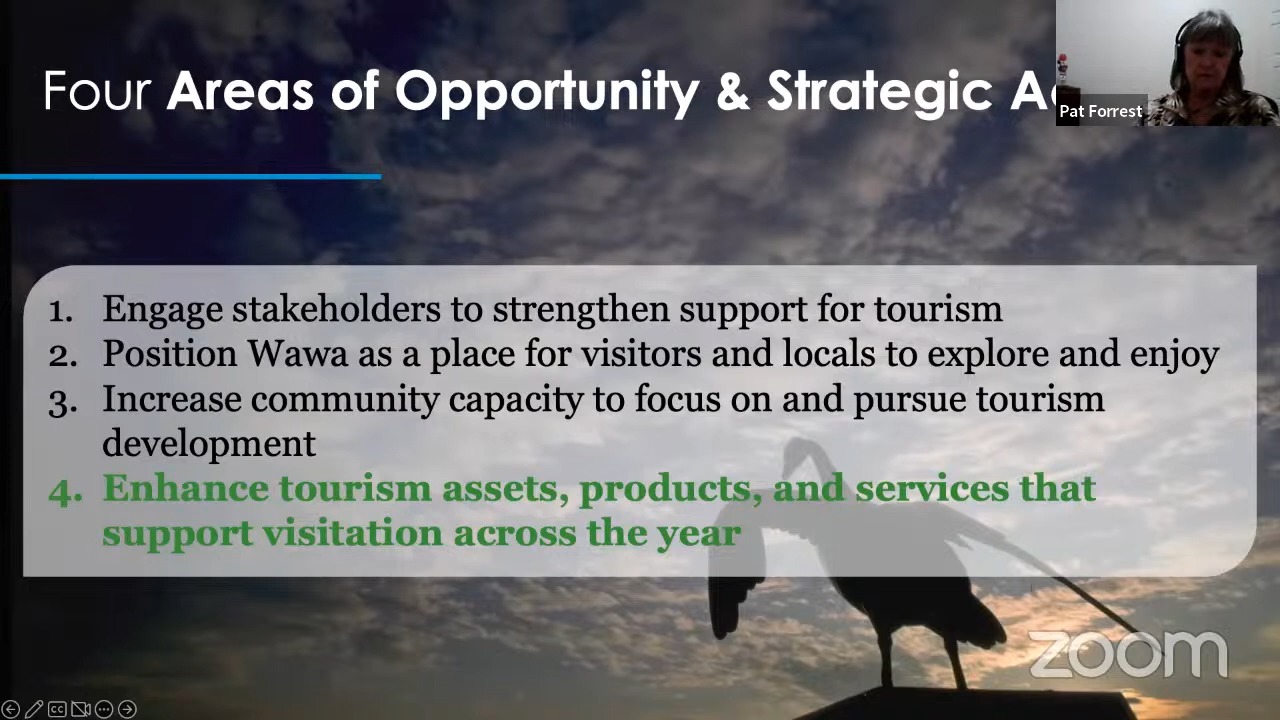 Four Areas of Opportunity & Strategic
Pat Forrest
1. Engage stakeholders to strengthen support for tourism
2. Position Wawa as a place for visitors and locals to explore and enjoy
3. Increase community capacity to focus on and pursue tourism
development
4. Enhance tourism assets, products, and services that
support visitation across the year
zoom
CC